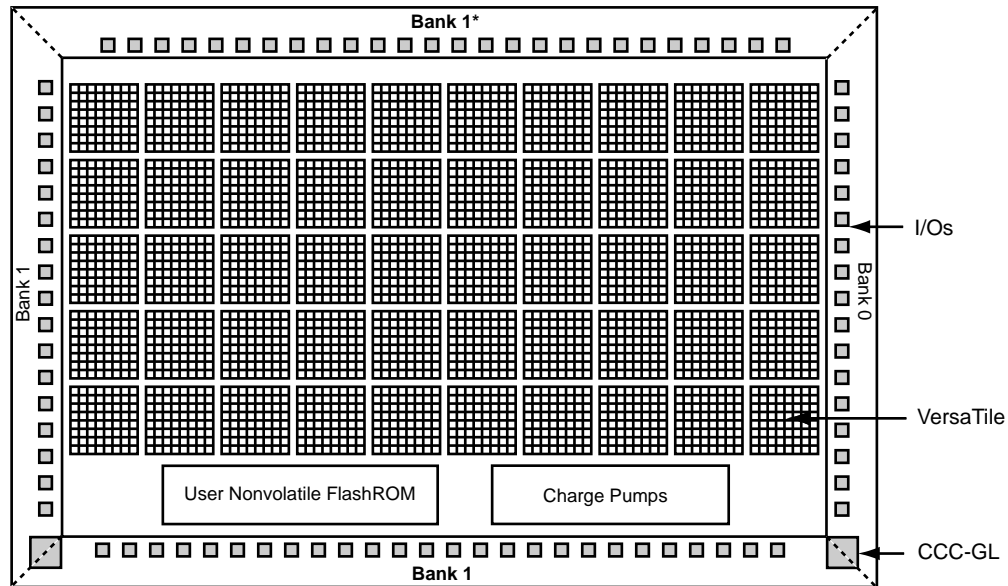 Bank 1*
I/Os
Bank 1
Bank 0
VersaTile
User Nonvolatile FlashROM
Charge Pumps
CCC-GL
Bank 1